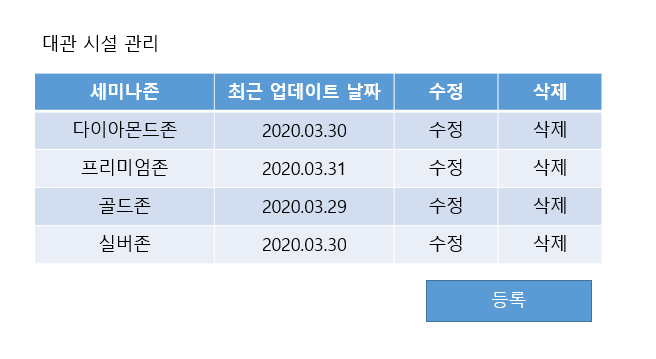 대관 시설 관리
세미나존 최근 업데이트 날짜 수정 삭제
다이아몬드존 2020.03.30 수정 삭제
프리미엄존 2020.03.31 수정 삭제
골드존 2020.03.29 수정 삭제
실버존 2020.03.30 수정 삭제
등록